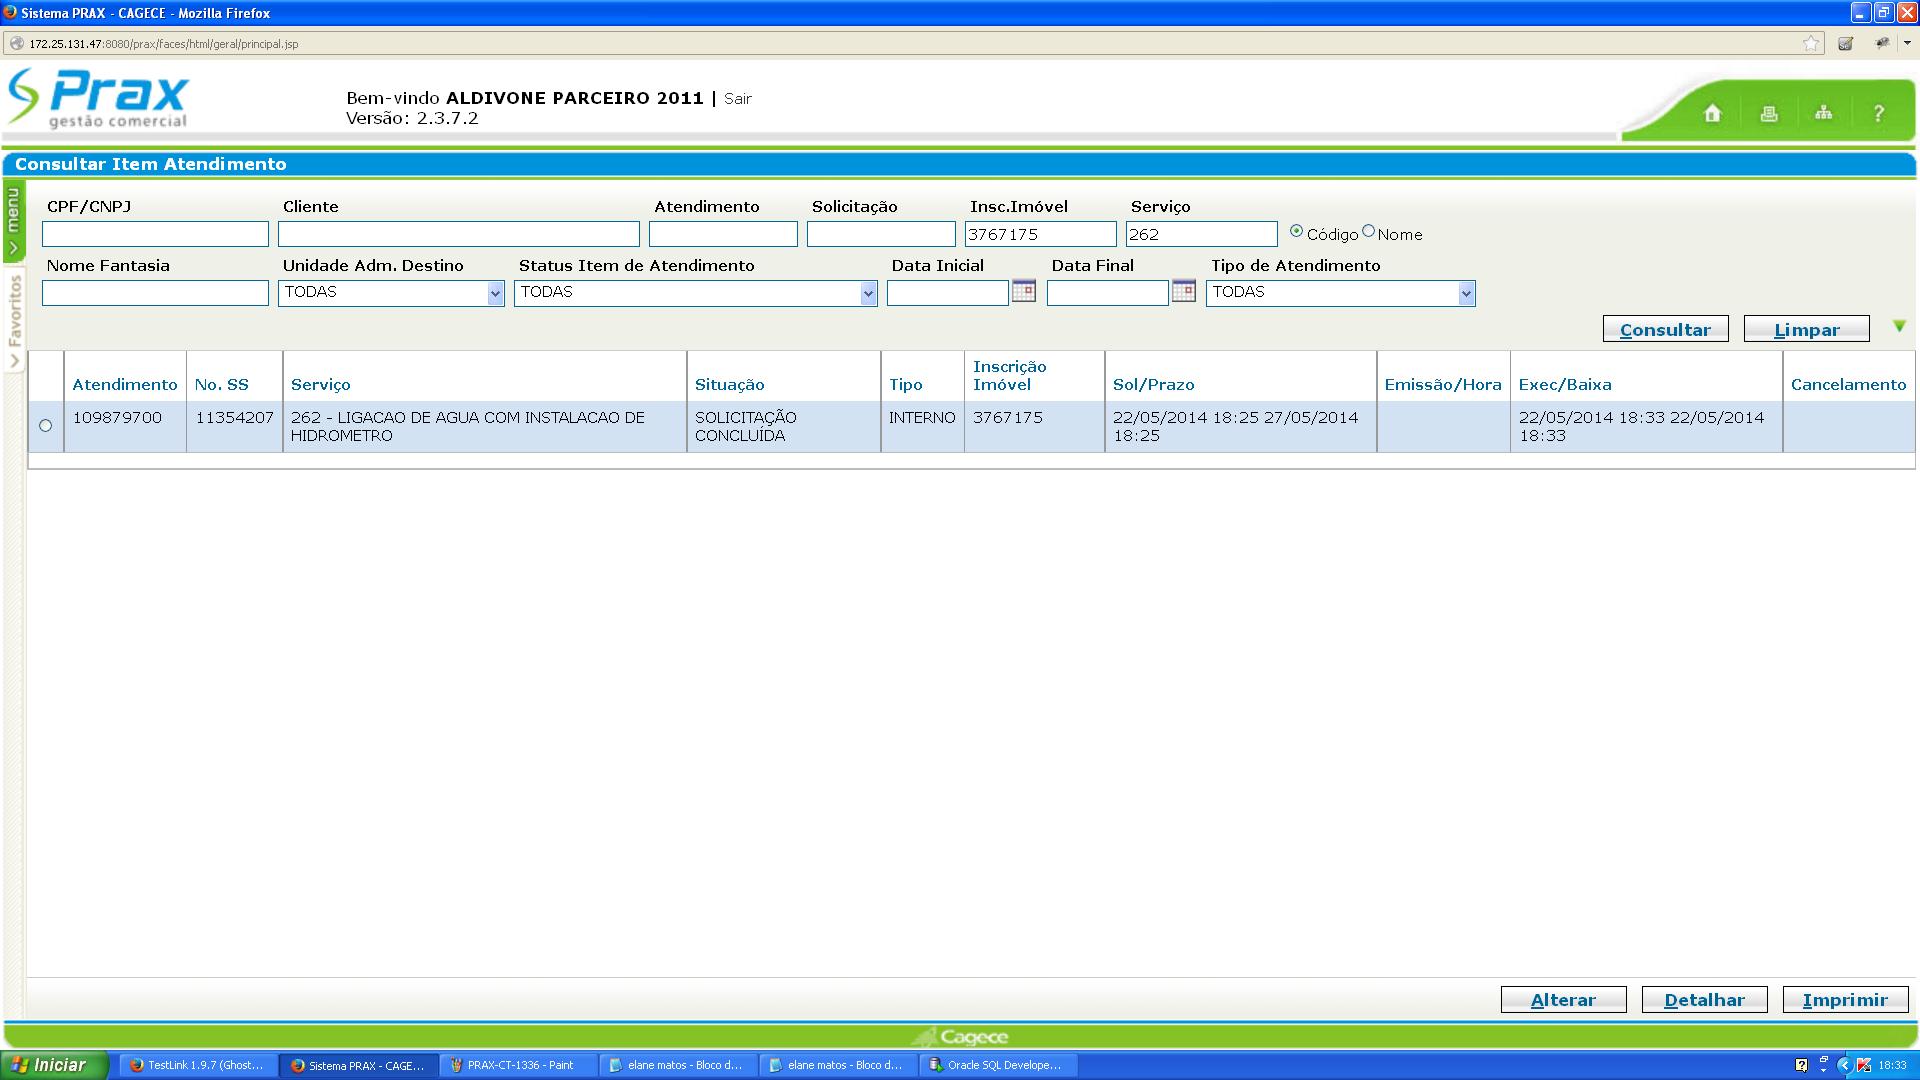 Sistema PRAX - CAGECE - Mozilla Firefox
172.25.131.47:8080/prax/faces/html/geral/principal.jsp
Prax
gestão comercial
Bem-vindo ALDIVONE PARCEIRO 2011 | Sair
Versão: 2.3.7.2
?
Consultar Item Atendimento
menu
Favoritos
CPF/CNPJ Cliente Atendimento Solicitação Insc.Imóvel Serviço
3767175 262 Código Nome
Nome Fantasia Unidade Adm. Destino Status Item de Atendimento Data Inicial Data Final Tipo de Atendimento
TODAS TODAS TODAS
Consultar Limpar
Atendimento No. SS Serviço Situação Tipo Inscrição Imóvel Sol/Prazo Emissão/Hora Exec/Baixa Cancelamento
109879700 11354207 262 - LIGACAO DE AGUA COM INSTALACAO DE SOLICITAÇÃO INTERNO 3767175 22/05/2014 18:25 27/05/2014 22/05/2014 18:33 22/05/2014
HIDROMETRO CONCLUÍDA 18:25 18:33
Alterar Detalhar Imprimir
Cagece
Iniciar TestLink 1.9.7 (Ghost... Sistema PRAX - CAGE... PRAX-CT-1336 - Paint elane matos - Bloco d... elane matos - Bloco d... Oracle SQL Develope... 18:33